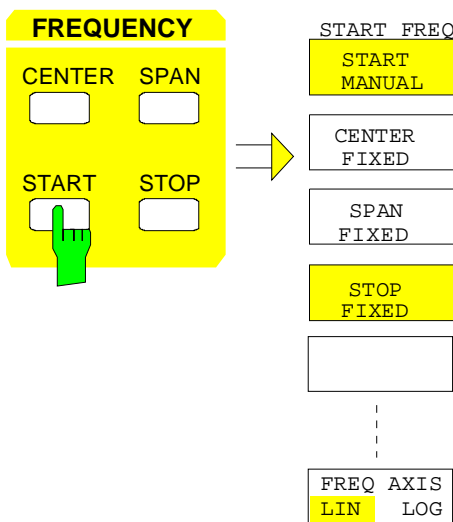 FREQUENCY
CENTER SPAN
START STOP
START FREQ
START
MANUAL
CENTER
FIXED
SPAN
FIXED
STOP
FIXED
FREQ AXIS
LIN LOG